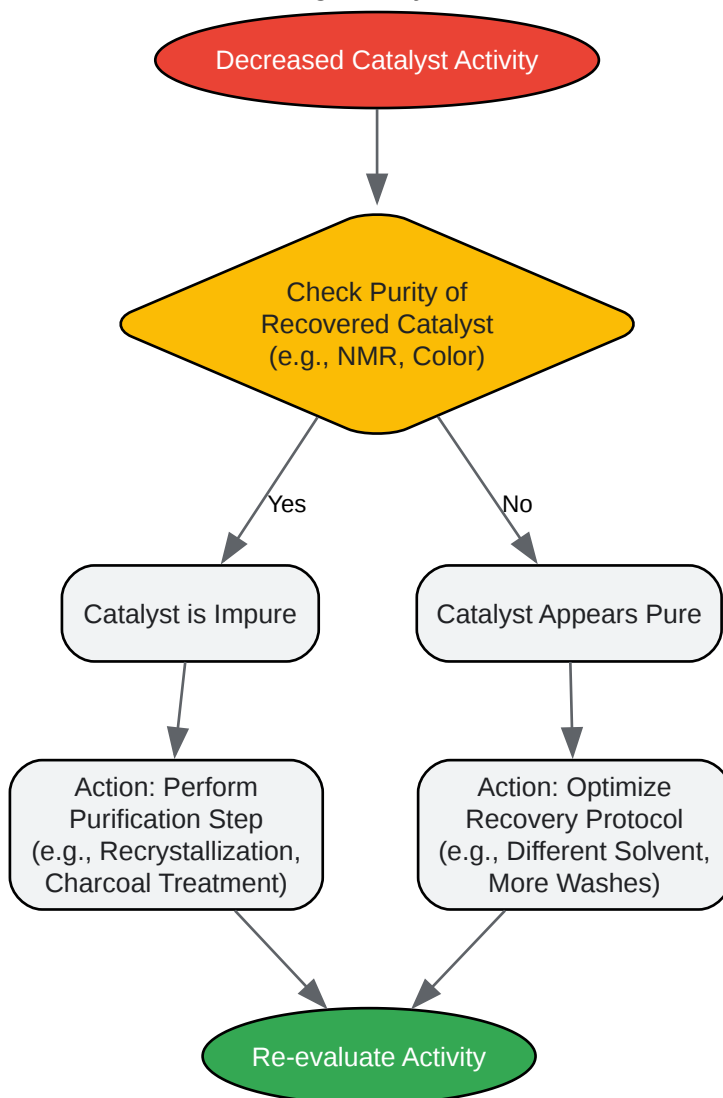 Decreased Catalyst Activity
Check Purity of
Recovered Catalyst
(e.g., NMR, Color)
Yes
No
Catalyst is Impure
Catalyst Appears Pure
Action: Perform
Purification Step
(e.g., Recrystallization,
Charcoal Treatment)
Action: Optimize
Recovery Protocol
(e.g., Different Solvent,
More Washes)
Re-evaluate Activity